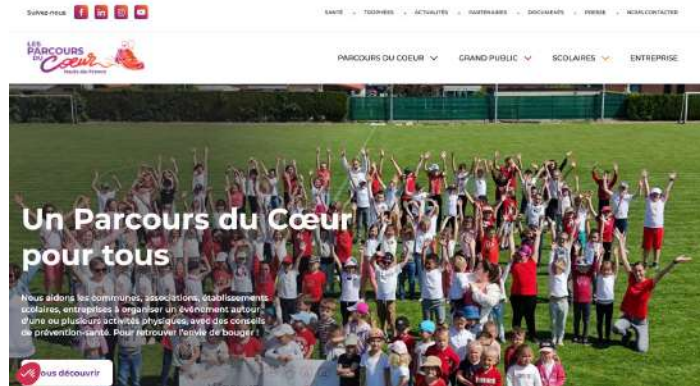 Suivez-nous
SANTÉ • TROPHÉES • ACTUALITÉS • PARTENAIRES • DOCUMENTS • PRESSE • NOUS CONTACTER
LES
PARCOURS
DU Cœur
Hauts-de-France
PARCOURS DU COEUR GRAND PUBLIC SCOLAIRES ENTREPRISE
Un Parcours du Cœur
pour tous
Nous aidons les communes, associations, établissements
scolaires, entreprises à organiser un événement autour
d'une ou plusieurs activités physiques, avec des conseils
de prévention-santé. Pour retrouver l'envie de bouger !
ous découvrir